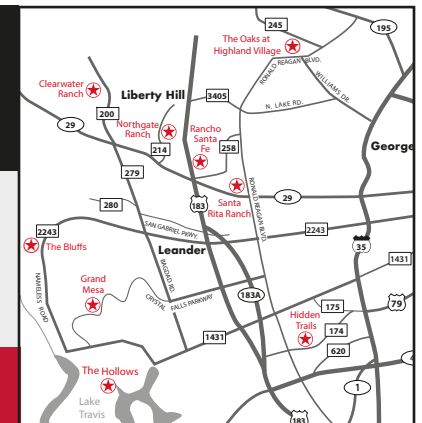 245
195
The Oaks at
Highland Village
RONALD REAGAN BLVD.
WILLIAMS DR.
Clearwater
Ranch
Liberty Hill
3405
N. LAKE RD.
200
29
Northgate
Ranch
Rancho
Santa
Fe
214
258
George
279
RONALD REAGAN BLVD.
280
183
Santa
Rita Ranch
29
SAN GABRIEL PKWY.
2243
2243
The Bluffs
Leander
35
1431
BAGDAD RD.
NAMELESS ROAD
Grand
Mesa
CRYSTAL FALLS PARKWAY
183A
175
79
Hidden
Trails
174
1431
620
The Hollows
4
1
Lake
Travis
183